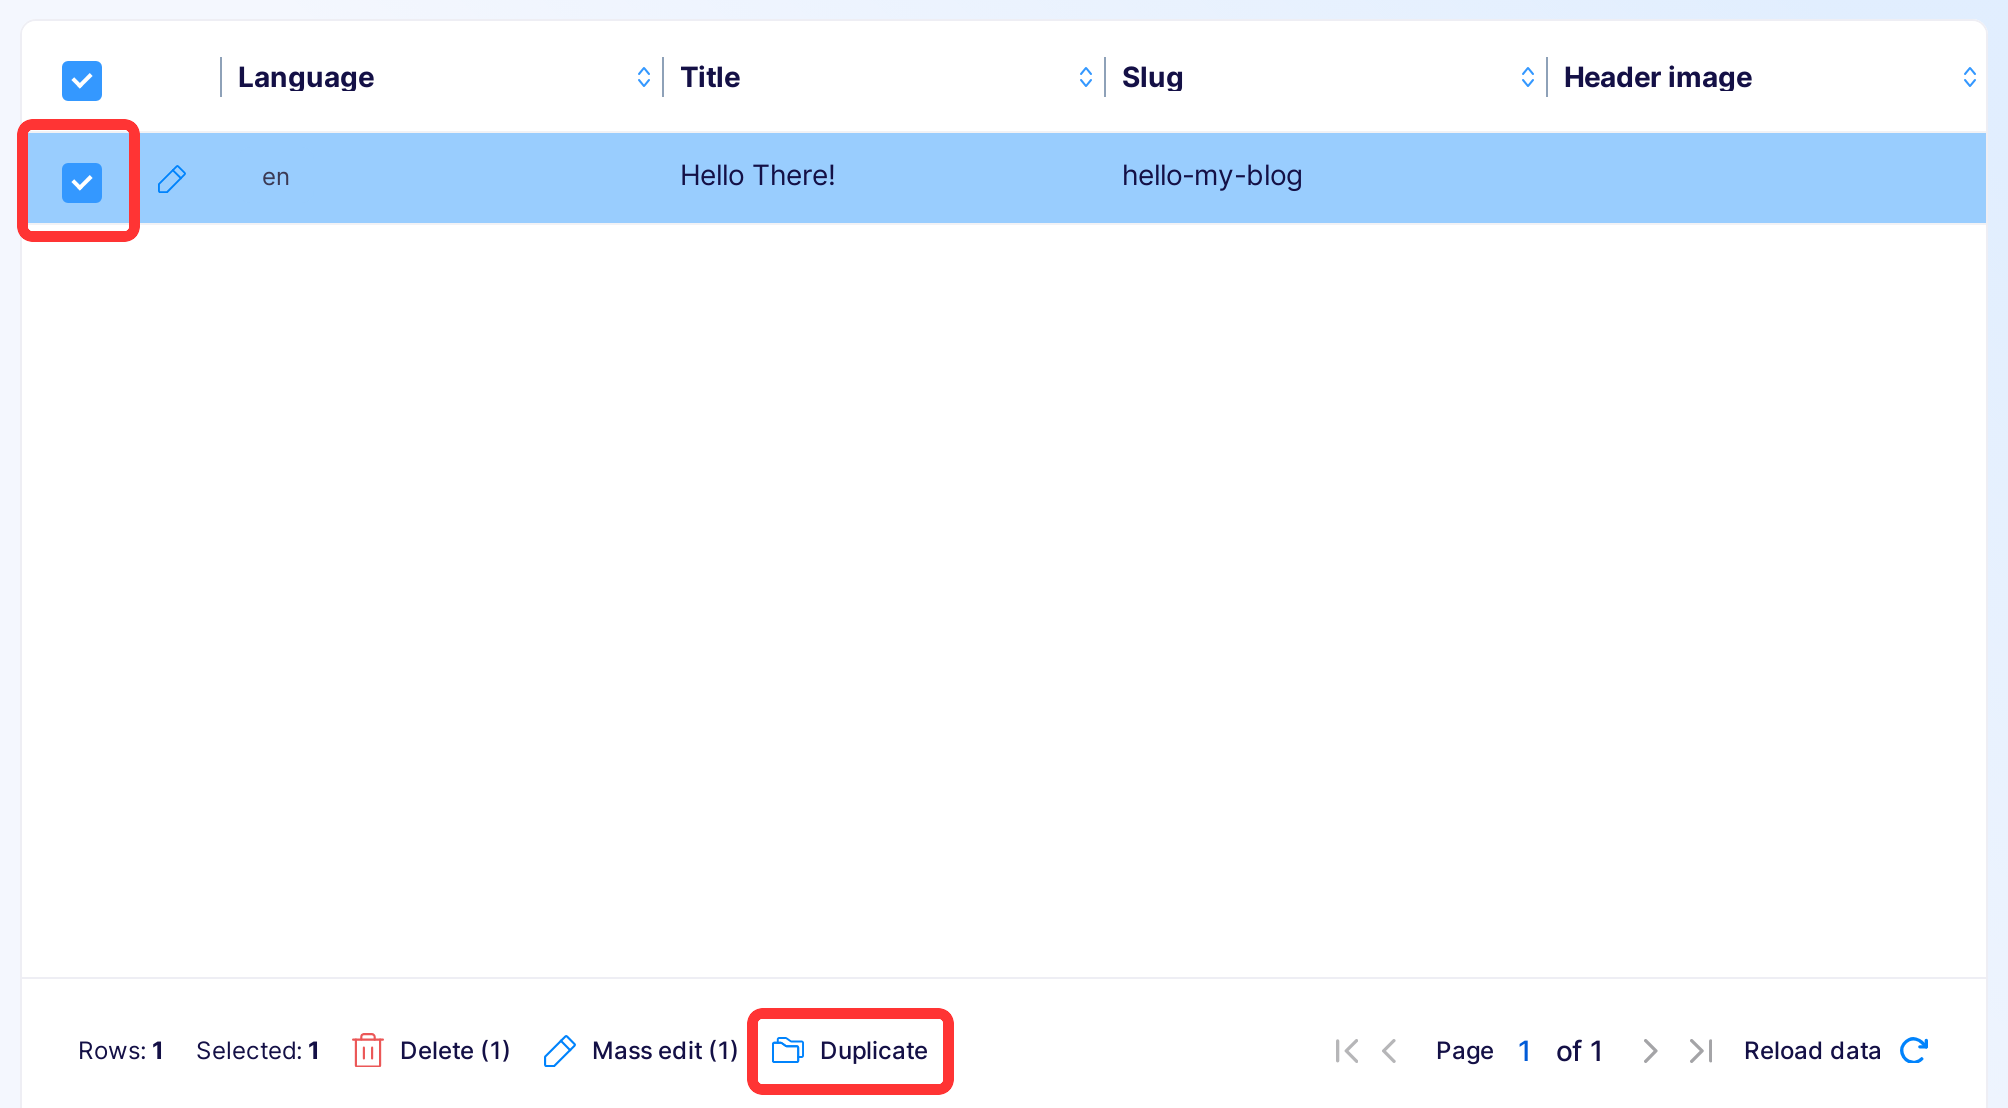 Language Title Slug Header image
en Hello There! hello-my-blog
Rows: 1 Selected: 1 Delete (1) Mass edit (1) Duplicate Page 1 of 1 Reload data